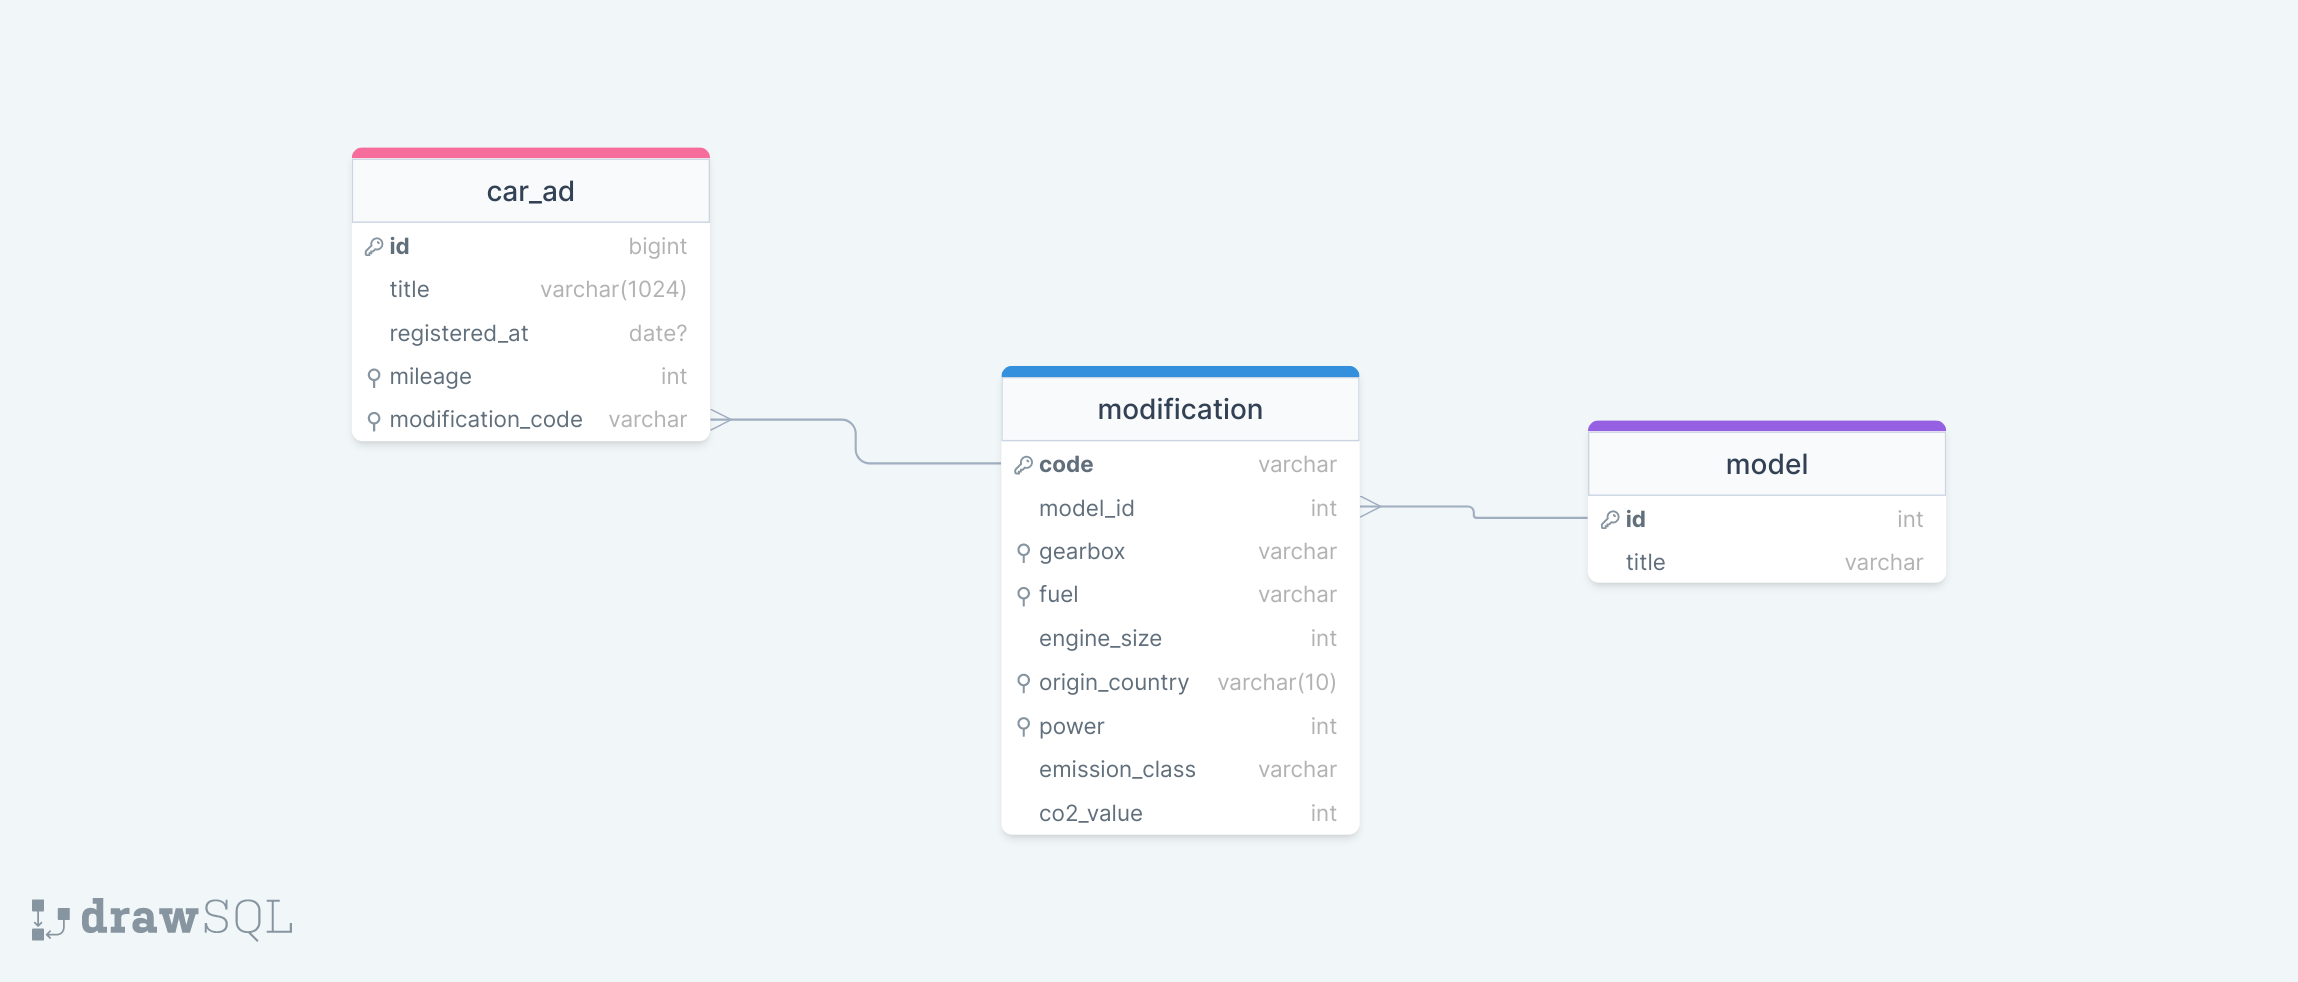 car_ad
id bigint
title varchar(1024)
registered_at date?
mileage int
modification_code varchar
modification
code varchar
model_id int
gearbox varchar
fuel varchar
engine_size int
origin_country varchar(10)
power int
emission_class varchar
co2_value int
model
id int
title varchar
drawSQL